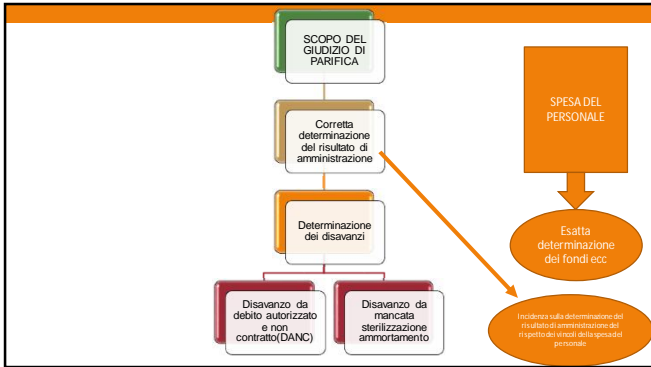 SCOPO DEL
GIUDIZIO DI
PARIFICA
Corretta
determinazione
del risultato di
amministrazione
Determinazione
dei disavanzi
Disavanzo da
debito autorizzato
e non
contratto(DANC)
Disavanzo da
mancata
sterilizzazione
ammortamento
SPESA DEL
PERSONALE
Esatta
determinazione
dei fondi ecc
Incidenza sulla determinazione del
risultato di amministrazione del
rispetto dei vincoli della spesa del
personale